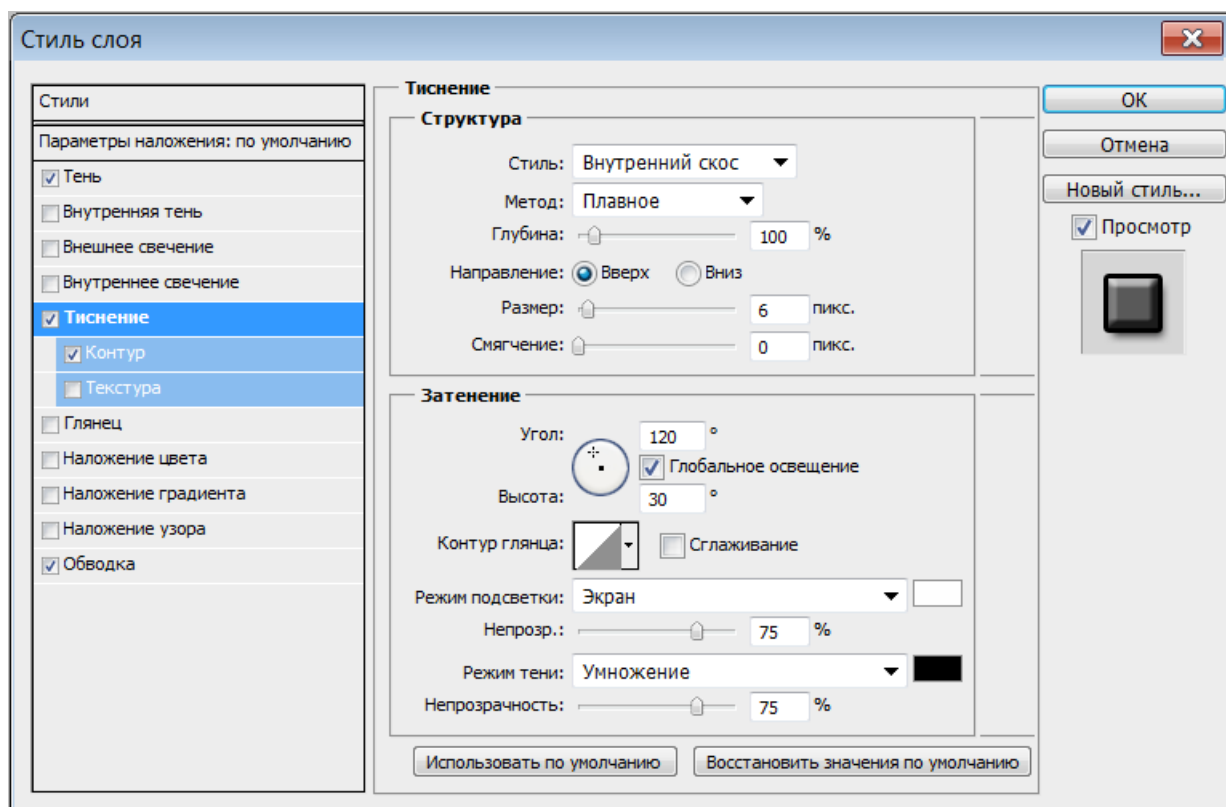 Стиль слоя
Стили
Параметры наложения: по умолчанию
Тень
Внутренняя тень
Внешнее свечение
Внутреннее свечение
Тиснение
Контур
Текстура
Глянец
Наложение цвета
Наложение градиента
Наложение узора
Обводка
Тиснение
Структура
Стиль: Внутренний скос
Метод: Плавное
Глубина: 100 %
Направление: Вверх Вниз
Размер: 6 пикс.
Смягчение: 0 пикс.
Затенение
Угол: 120 °
Глобальное освещение
Высота: 30 °
Контур глянца: Сглаживание
Режим подсветки: Экран
Непрозр.: 75 %
Режим тени: Умножение
Непрозрачность: 75 %
Использовать по умолчанию Восстановить значения по умолчанию
ОК
Отмена
Новый стиль...
Просмотр